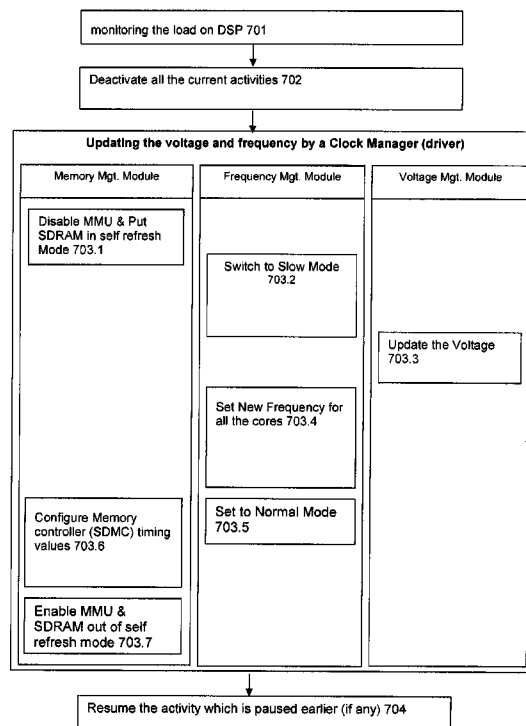 monitoring the load on DSP 701
Deactivate all the current activities 702
Updating the voltage and frequency by a Clock Manager (driver)
Memory Mgt. Module
Frequency Mgt. Module
Voltage Mgt. Module
Disable MMU & Put
SDRAM in self refresh
Mode 703.1
Switch to Slow Mode
703.2
Update the Voltage
703.3
Set New Frequency for
all the cores 703.4
Set to Normal Mode
703.5
Configure Memory
controller (SDMC) timing
values 703.6
Enable MMU &
SDRAM out of self
refresh mode 703.7
Resume the activity which is paused earlier (if any) 704